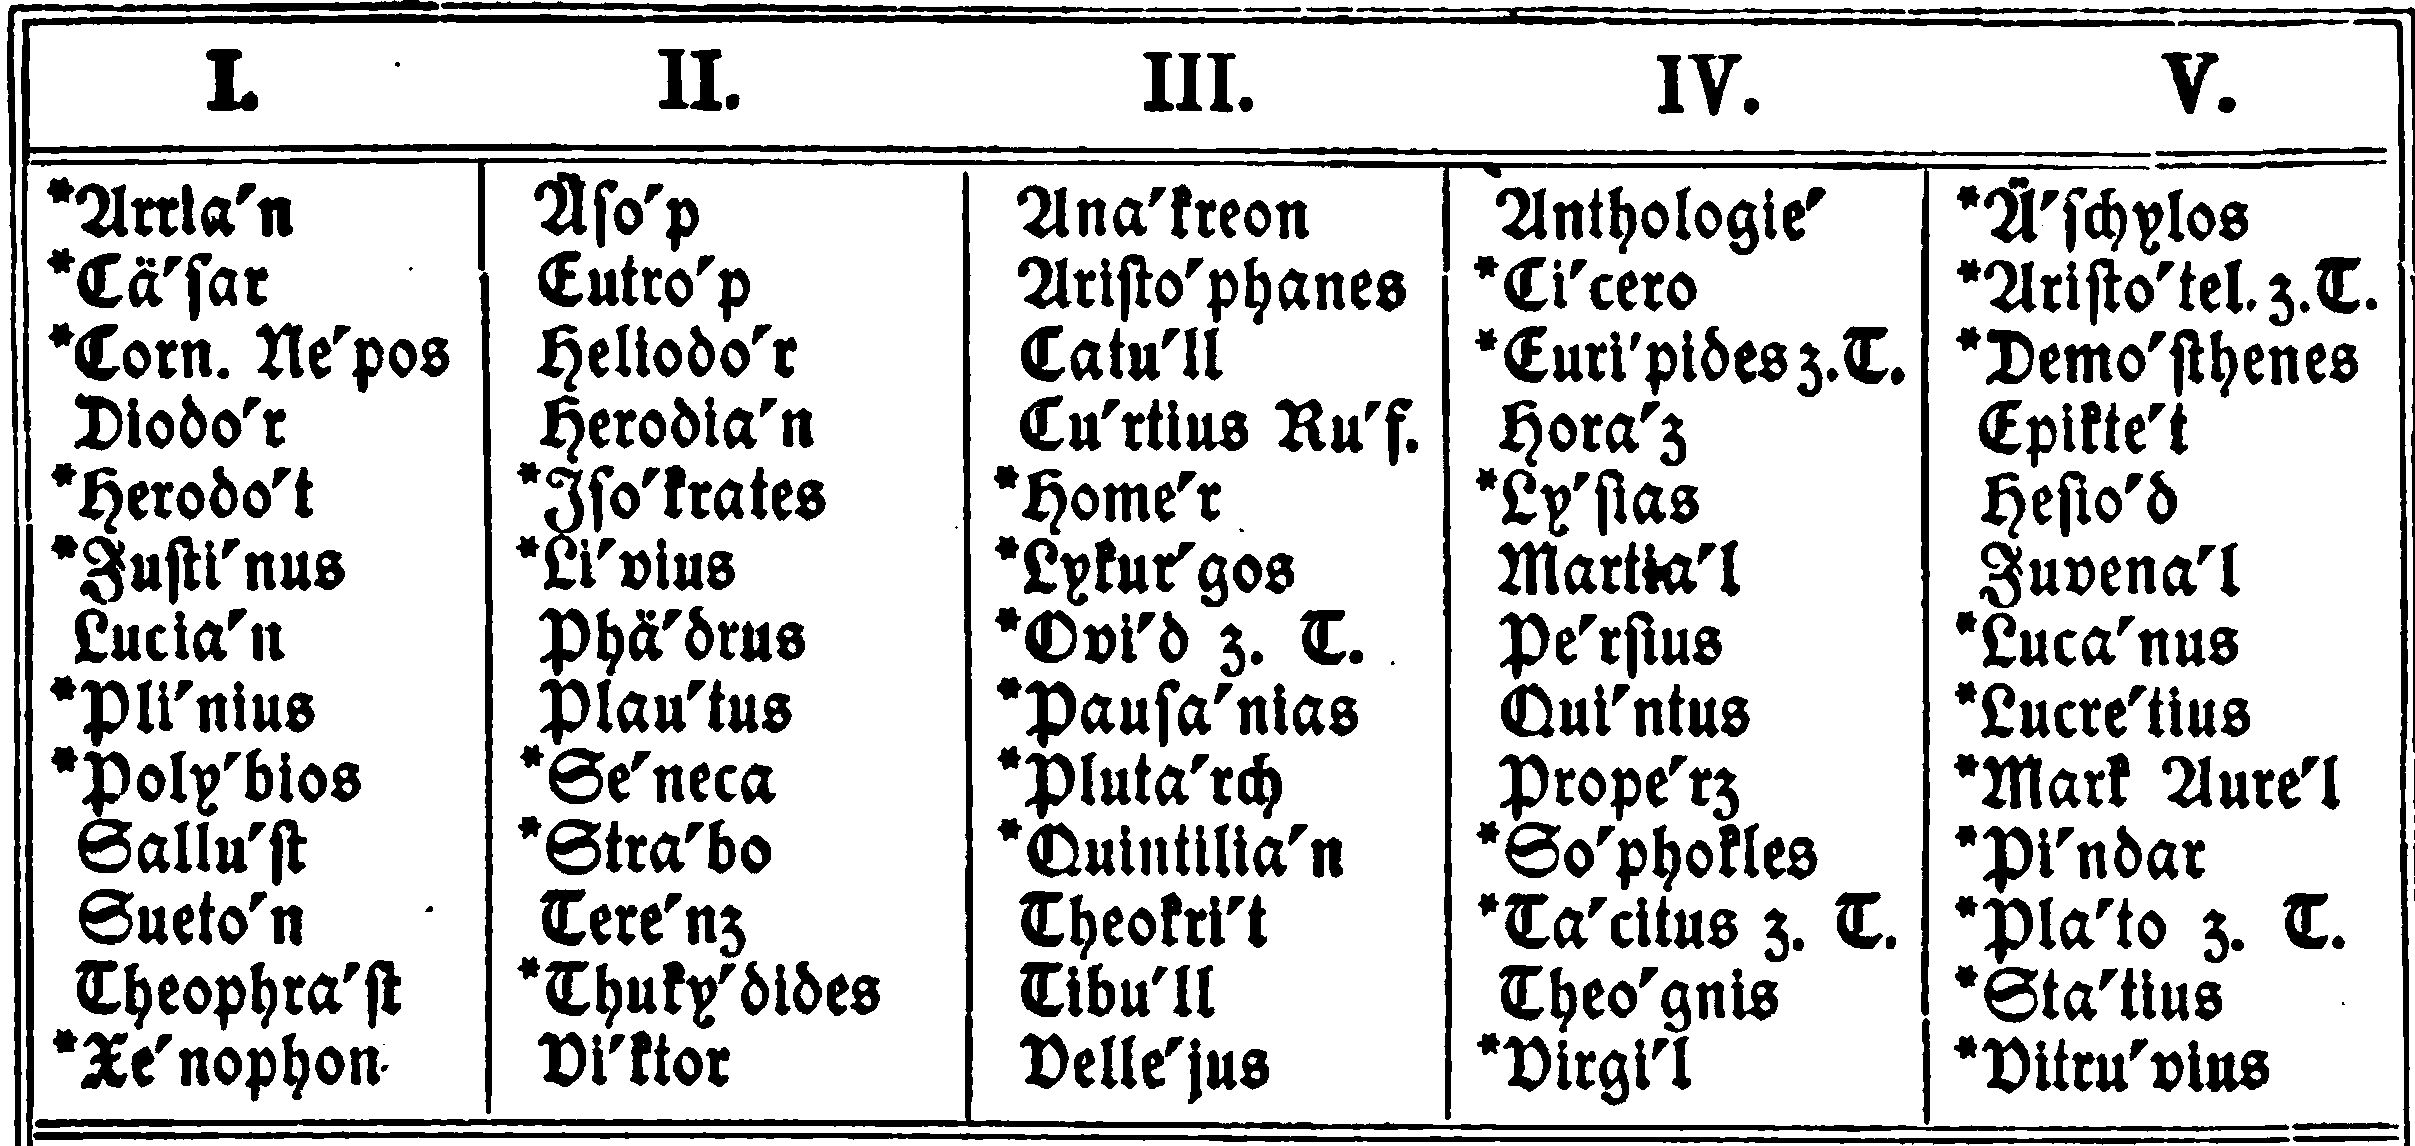 I. II. III. IV. V.
*Arria′n Äſo′p Ana′kreon Anthologie′ *Ä′ſchylos
*Cä′ſar Eutro′p Ariſto′phanes *Ci′cero *Ariſto′tel. z. T.
*Corn. Ne′pos Heliodo′r Catu′ll *Euri′pides z. T. *Demo′ſthenes
Diodo′r Herodia′n Cu′rtius Ru′f. Hora′z Epikte′t
*Herodo′t *Iſo′krates *Home′r *Ly′ſias Heſio′d
*Juſti′nus *Li′vius *Lykur′gos Martia′l Juvena′l
Lucia′n Phä′drus *Ovi′d z. T. Pe′rſius *Luca′nus
*Pli′nius Plau′tus *Pauſa′nias Qui′ntus *Lucre′tius
*Poly′bios *Se′neca *Pluta′rch Prope′rz *Mark Aure′l
Sallu′ſt *Stra′bo *Quintilia′n *So′phokles *Pi′ndar
Sueto′n Tere′nz Theokri′t *Ta′citus z. T. *Pla′to z. T.
Theophra′ſt *Thuky′dides Tibu′ll Theo′gnis *Sta′tius
*Xe′nophon Vi′ktor Velle′jus *Virgi′l *Vitru′vius